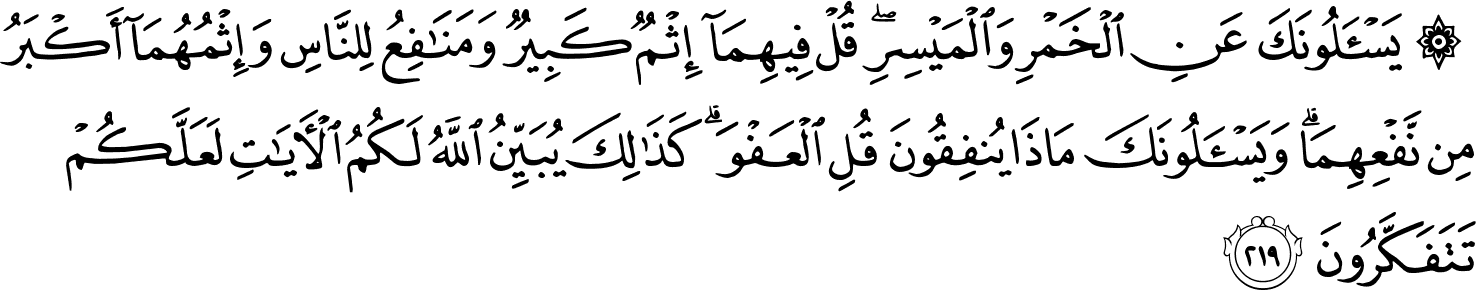 ۞ يَسْـَٔلُونَكَ عَنِ ٱلْخَمْرِ وَٱلْمَيْسِرِ ۖ قُلْ فِيهِمَآ إِثْمٌ كَبِيرٌ وَمَنَـٰفِعُ لِلنَّاسِ وَإِثْمُهُمَآ أَكْبَرُ
مِن نَّفْعِهِمَا ۗ وَيَسْـَٔلُونَكَ مَاذَا يُنفِقُونَ قُلِ ٱلْعَفْوَ ۗ كَذَٰلِكَ يُبَيِّنُ ٱللَّهُ لَكُمُ ٱلْـَٔايَـٰتِ لَعَلَّكُمْ
تَتَفَكَّرُونَ ٢١٩